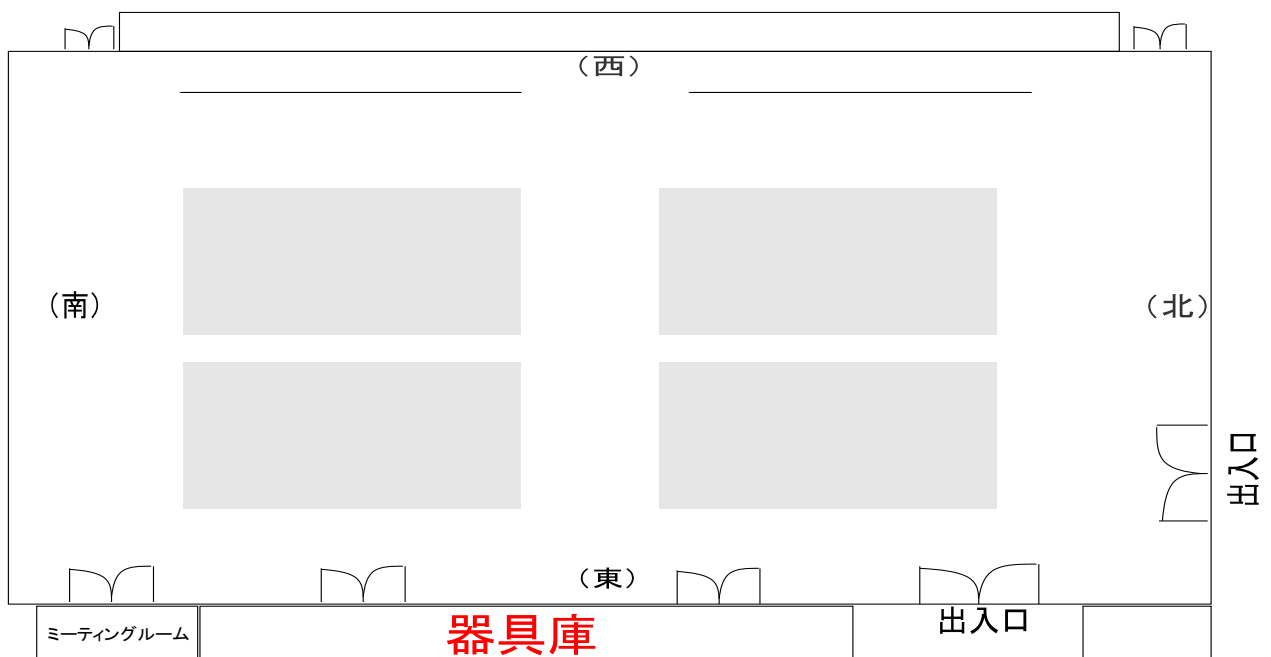 （西）
（南）
（北）
出入口
（東）
ミーティングルーム
器具庫
出入口